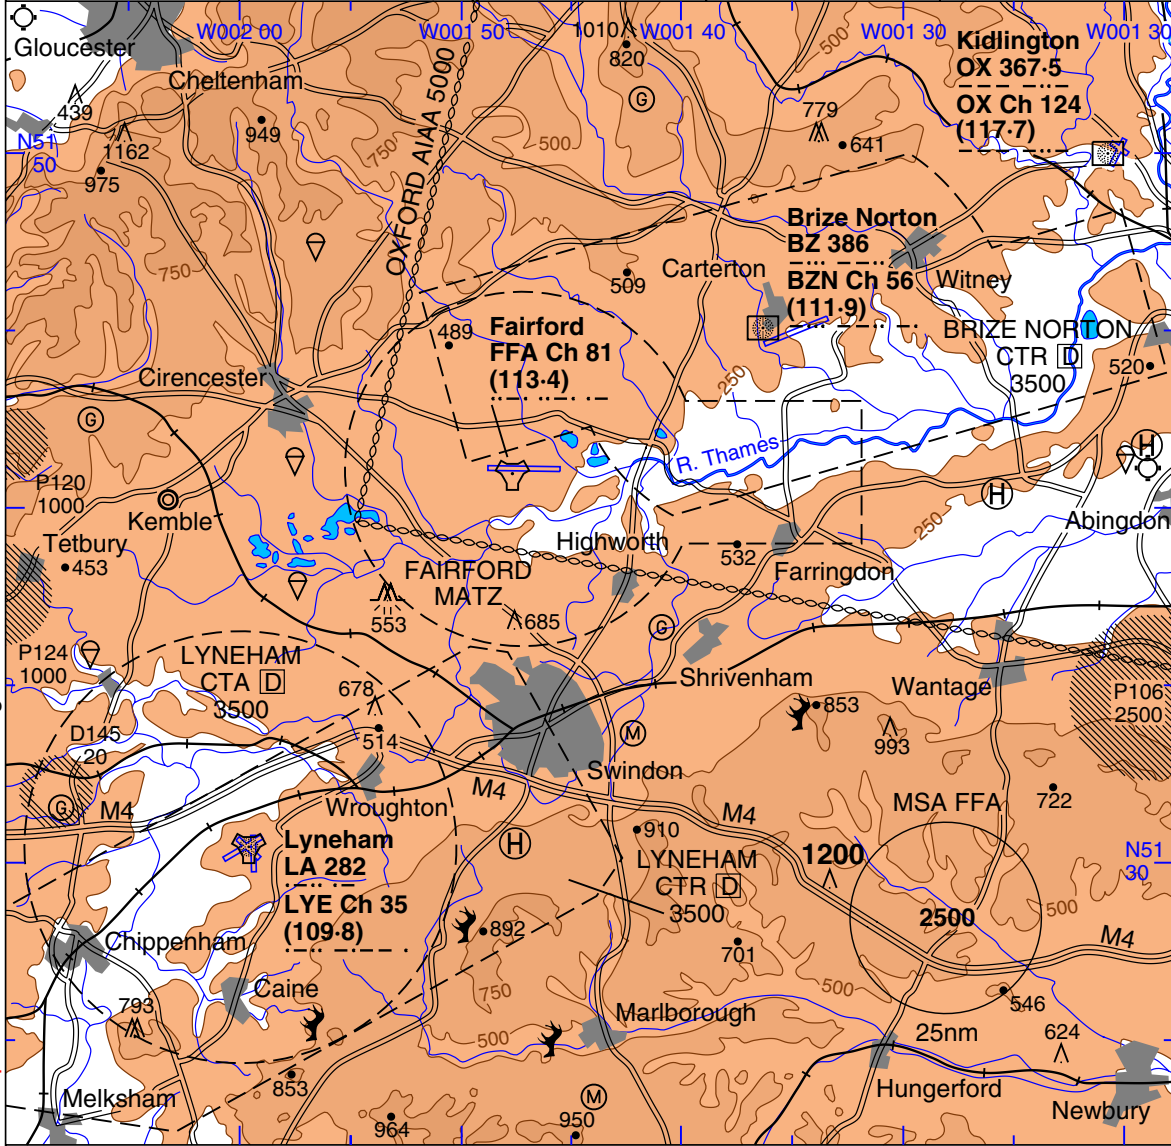 W002 00
W001 50
1010
W001 40
W001 30
W001 30
Gloucester
Cheltenham
820
500
Kidlington
OX 367·5
OX Ch 124
(117·7)
G
439
N51
50
1162
949
750
500
779
641
975
OXFORD AIAA 5000
750
Carterton
509
Brize Norton
BZ 386
BZN Ch 56
(111·9)
Witney
489
Fairford
FFA Ch 81
(113·4)
BRIZE NORTON
CTR D
3500
520
Cirencester
250
G
R. Thames
H
P120
1000
Kemble
H
Abingdon
250
Tetbury
453
Highworth
532
Farringdon
FAIRFORD
MATZ
553
685
G
P124
1000
LYNEHAM
CTA D
3500
678
514
Shrivenham
Wantage
P106
2500
853
993
D145
20
M
Swindon
G
M4
Wroughton
M4
M4
MSA FFA
722
910
Lyneham
LA 282
LYE Ch 35
(109·8)
H
LYNEHAM
CTR D
3500
1200
N51
30
2500
500
892
701
M4
Chippenham
Caine
750
500
546
793
Marlborough
25nm
624
500
853
Melksham
Hungerford
Newbury
M
964
950